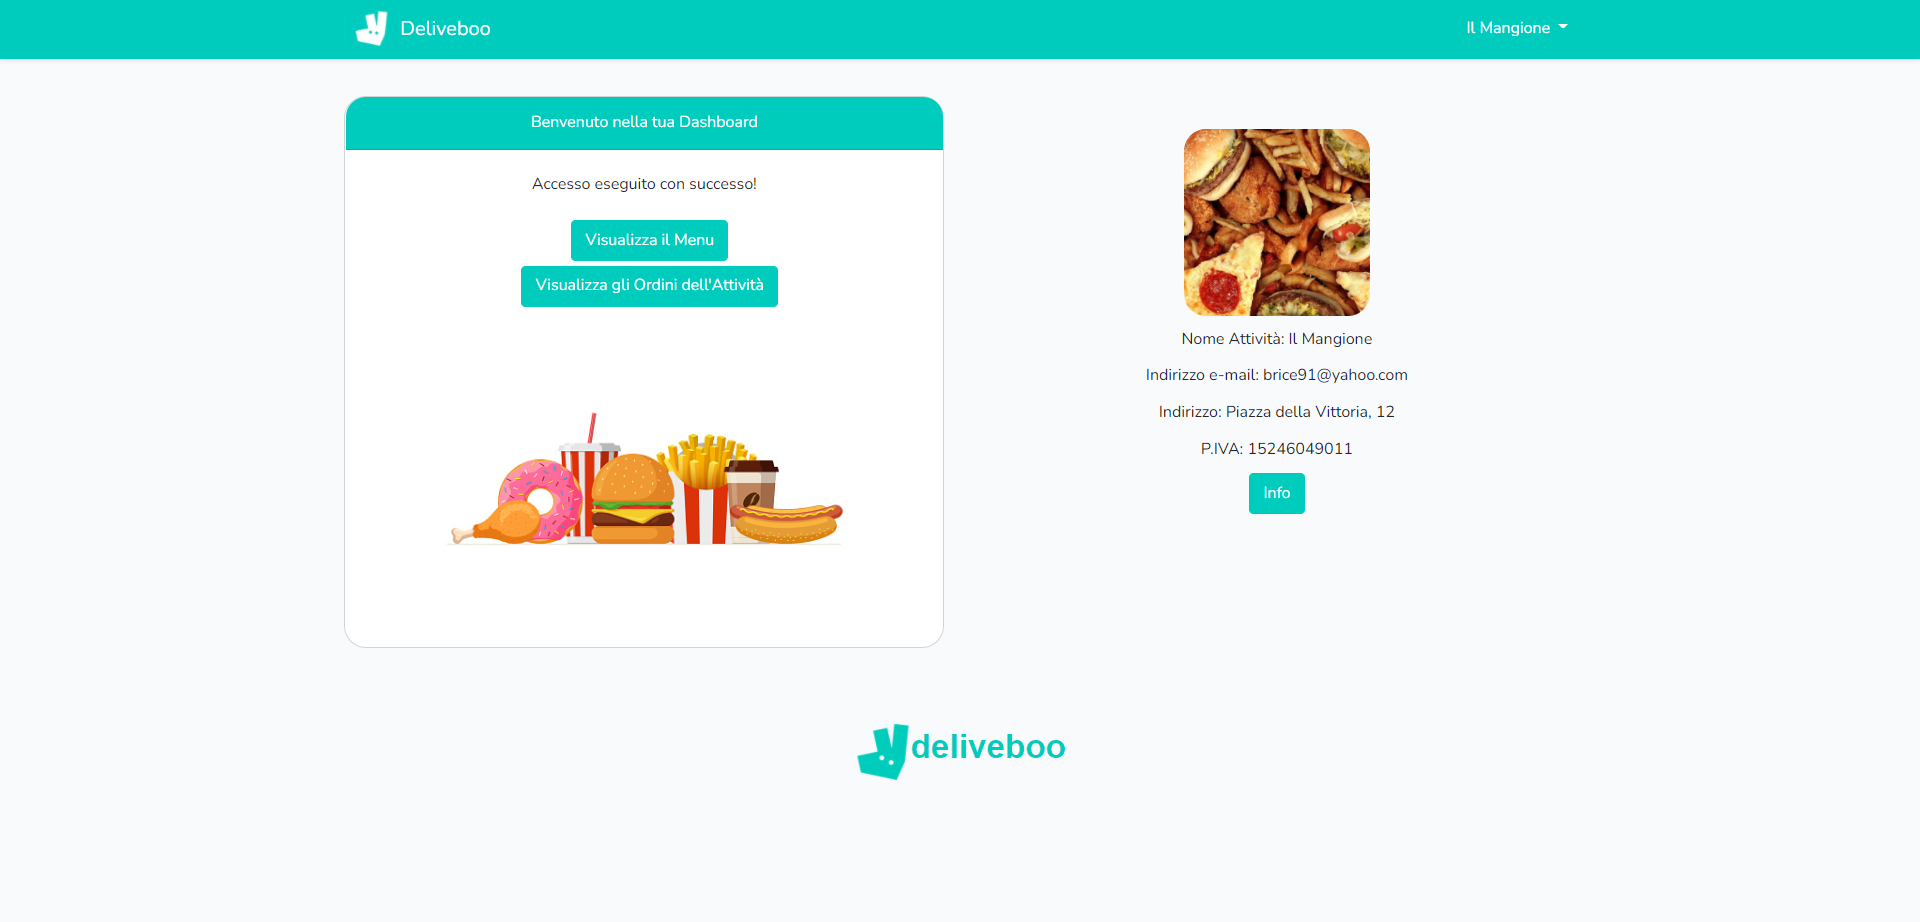 Deliveboo
Il Mangione
Benvenuto nella tua Dashboard
Accesso eseguito con successo!
Visualizza il Menu
Visualizza gli Ordini dell'Attività
Nome Attività: Il Mangione
Indirizzo e-mail: brice91@yahoo.com
Indirizzo: Piazza della Vittoria, 12
P.IVA: 15246049011
Info
deliveboo